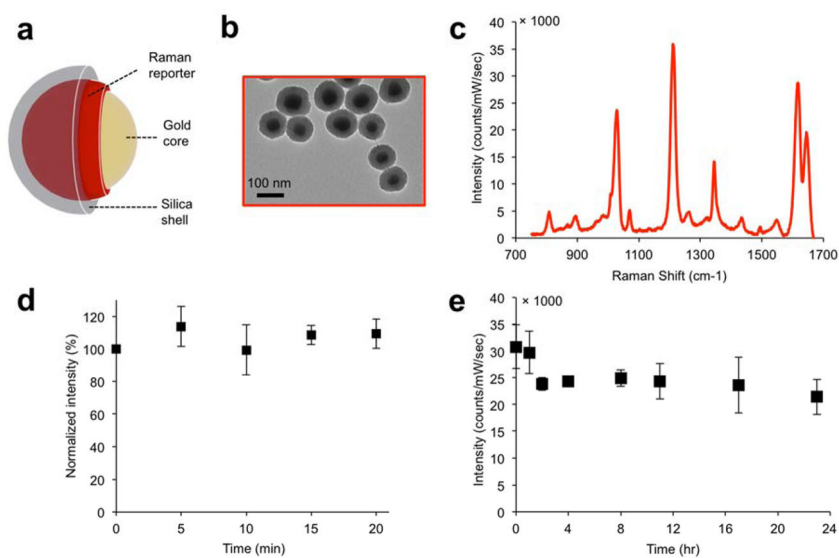 a
Raman
reporter
Gold
core
Silica
shell
b
100 nm
c
× 1000
40
35
30
25
20
15
10
5
0
700 900 1100 1300 1500 1700
Intensity (counts/mW/sec)
Raman Shift (cm-1)
d
120
100
80
60
40
20
0
0 5 10 15 20
Normalized intensity (%)
Time (min)
e
× 1000
40
35
30
25
20
15
10
5
0
0 4 8 12 16 20 24
Intensity (counts/mW/sec)
Time (hr)